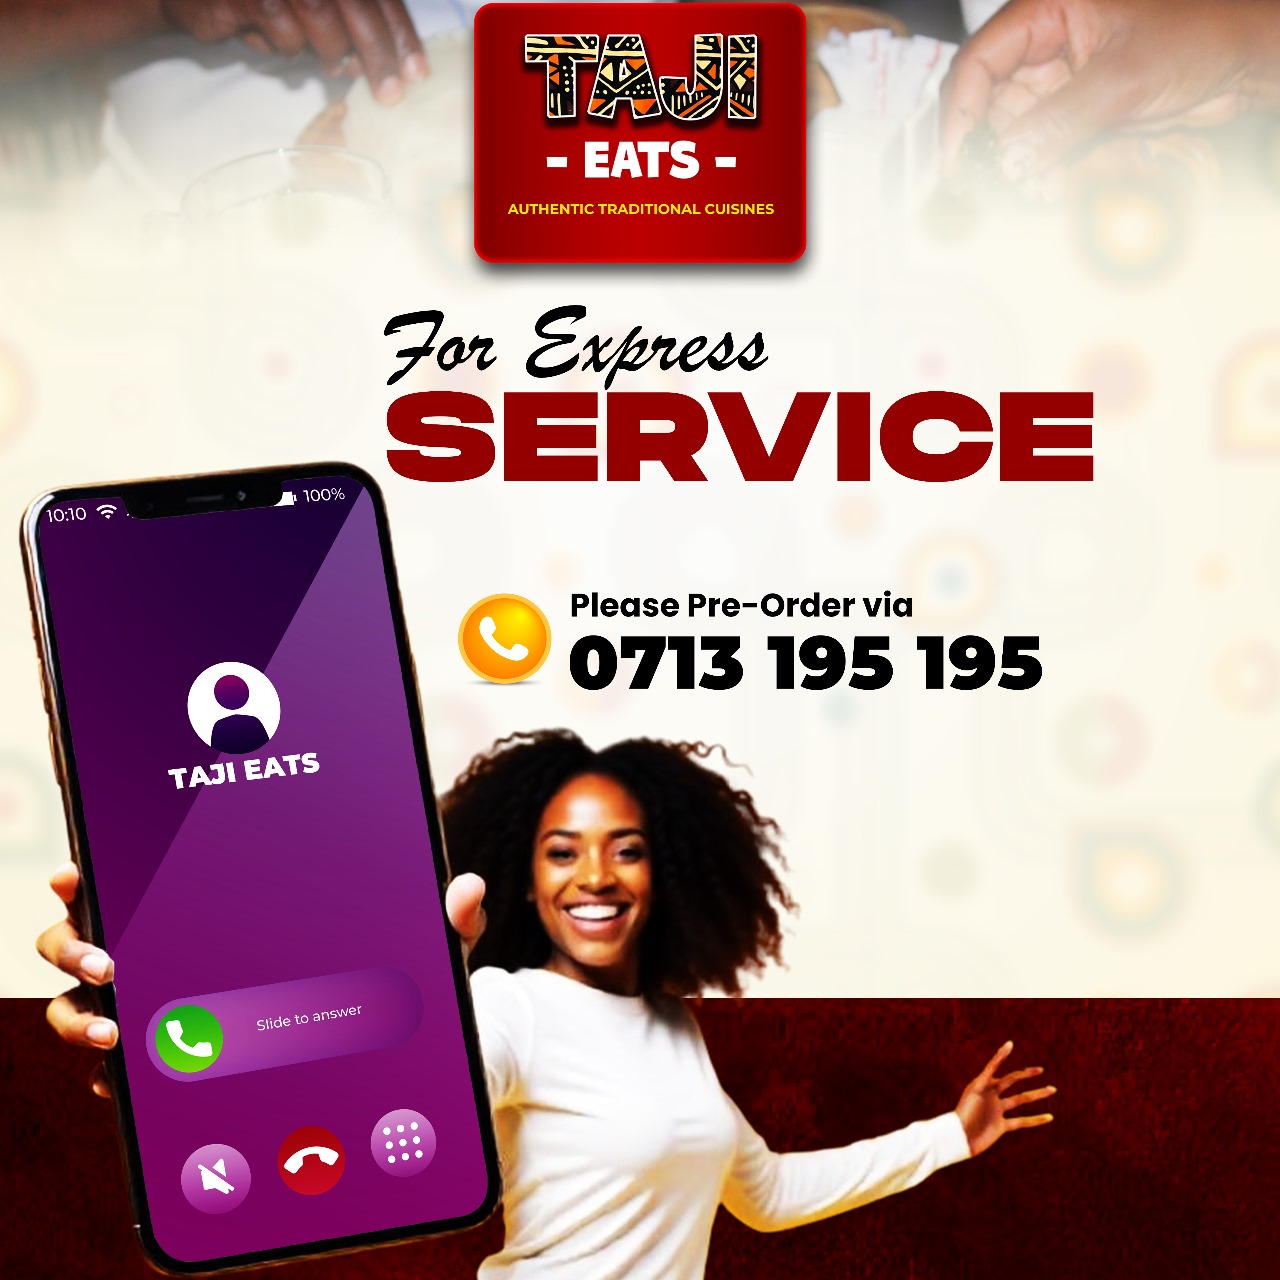 TAJI
- EATS -
AUTHENTIC TRADITIONAL CUISINES
For Express
SERVICE
10:10
100%
Please Pre-Order via
0713 195 195
TAJI EATS
Slide to answer